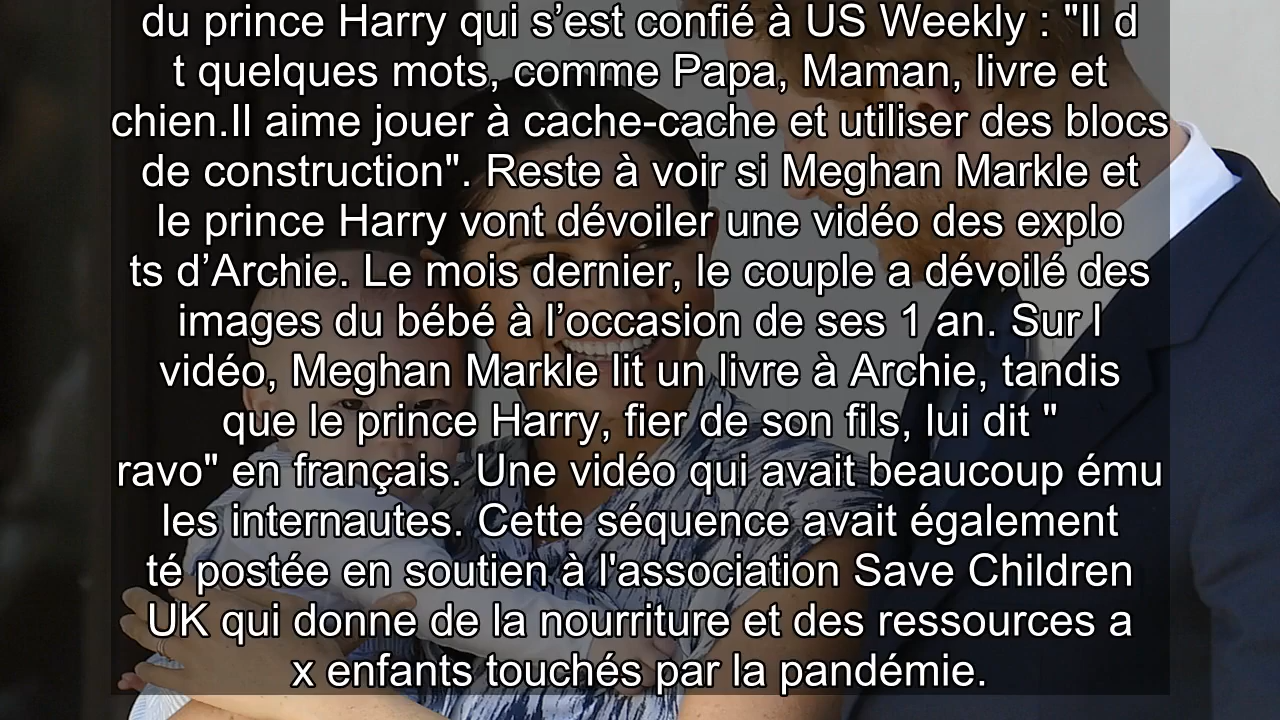 du prince Harry qui s’est confié à US Weekly : "Il d
t quelques mots, comme Papa, Maman, livre et
chien.Il aime jouer à cache-cache et utiliser des blocs
de construction". Reste à voir si Meghan Markle et
le prince Harry vont dévoiler une vidéo des explo
ts d’Archie. Le mois dernier, le couple a dévoilé des
images du bébé à l’occasion de ses 1 an. Sur l
vidéo, Meghan Markle lit un livre à Archie, tandis
que le prince Harry, fier de son fils, lui dit "
ravo" en français. Une vidéo qui avait beaucoup ému
les internautes. Cette séquence avait également
té postée en soutien à l'association Save Children
UK qui donne de la nourriture et des ressources a
x enfants touchés par la pandémie.